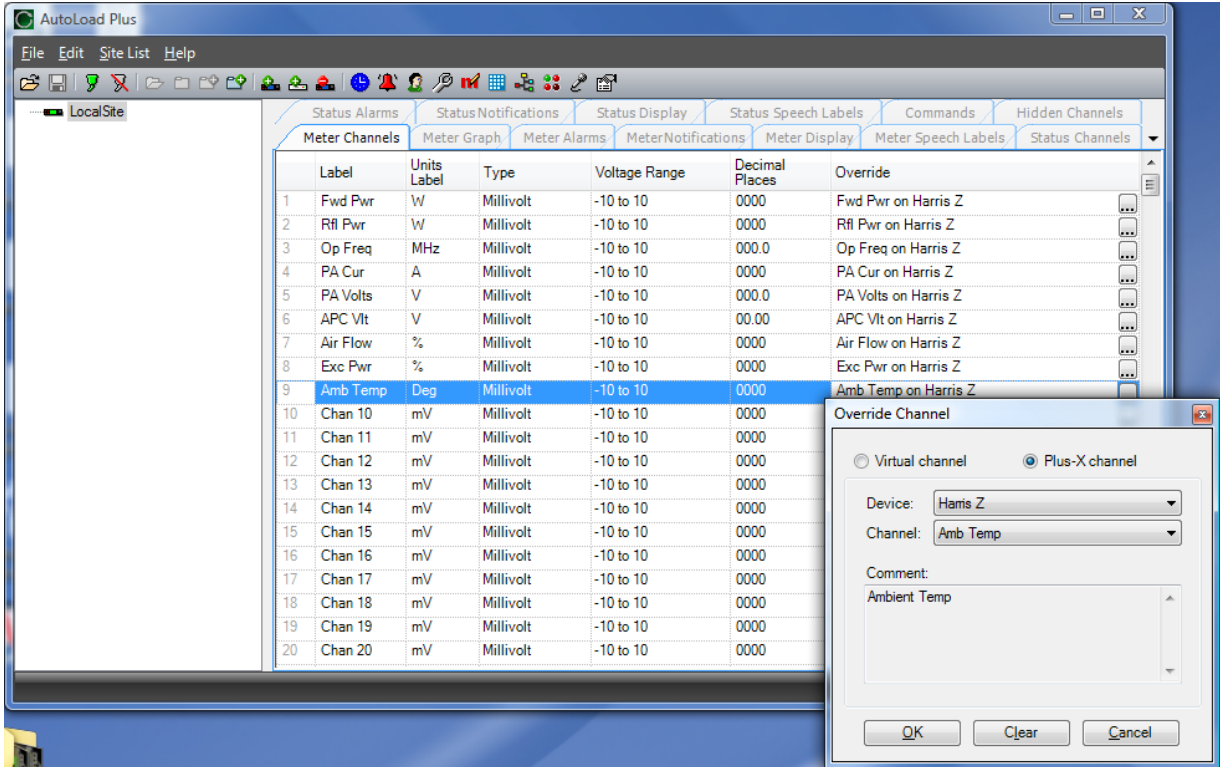 AutoLoad Plus
File Edit Site List Help
LocalSite
Status Alarms Status Notifications Status Display Status Speech Labels Commands Hidden Channels
Meter Channels Meter Graph Meter Alarms MeterNotifications Meter Display Meter Speech Labels Status Channels
Label Units Label Type Voltage Range Decimal Places Override
1 Fwd Pwr W Millivolt -10 to 10 0000 Fwd Pwr on Harris Z ...
2 Rfl Pwr W Millivolt -10 to 10 0000 Rfl Pwr on Harris Z ...
3 Op Freq MHz Millivolt -10 to 10 000.0 Op Freq on Harris Z ...
4 PA Cur A Millivolt -10 to 10 0000 PA Cur on Harris Z ...
5 PA Volts V Millivolt -10 to 10 000.0 PA Volts on Harris Z ...
6 APC Vlt V Millivolt -10 to 10 00.00 APC Vlt on Harris Z ...
7 Air Flow % Millivolt -10 to 10 0000 Air Flow on Harris Z ...
8 Exc Pwr % Millivolt -10 to 10 0000 Exc Pwr on Harris Z ...
9 Amb Temp Deg Millivolt -10 to 10 0000 Amb Temp on Harris Z
10 Chan 10 mV Millivolt -10 to 10 0000
11 Chan 11 mV Millivolt -10 to 10 0000
12 Chan 12 mV Millivolt -10 to 10 0000
13 Chan 13 mV Millivolt -10 to 10 0000
14 Chan 14 mV Millivolt -10 to 10 0000
15 Chan 15 mV Millivolt -10 to 10 0000
16 Chan 16 mV Millivolt -10 to 10 0000
17 Chan 17 mV Millivolt -10 to 10 0000
18 Chan 18 mV Millivolt -10 to 10 0000
19 Chan 19 mV Millivolt -10 to 10 0000
20 Chan 20 mV Millivolt -10 to 10 0000
Override Channel
Virtual channel Plus-X channel
Device: Harris Z
Channel: Amb Temp
Comment:
Ambient Temp
OK Clear Cancel